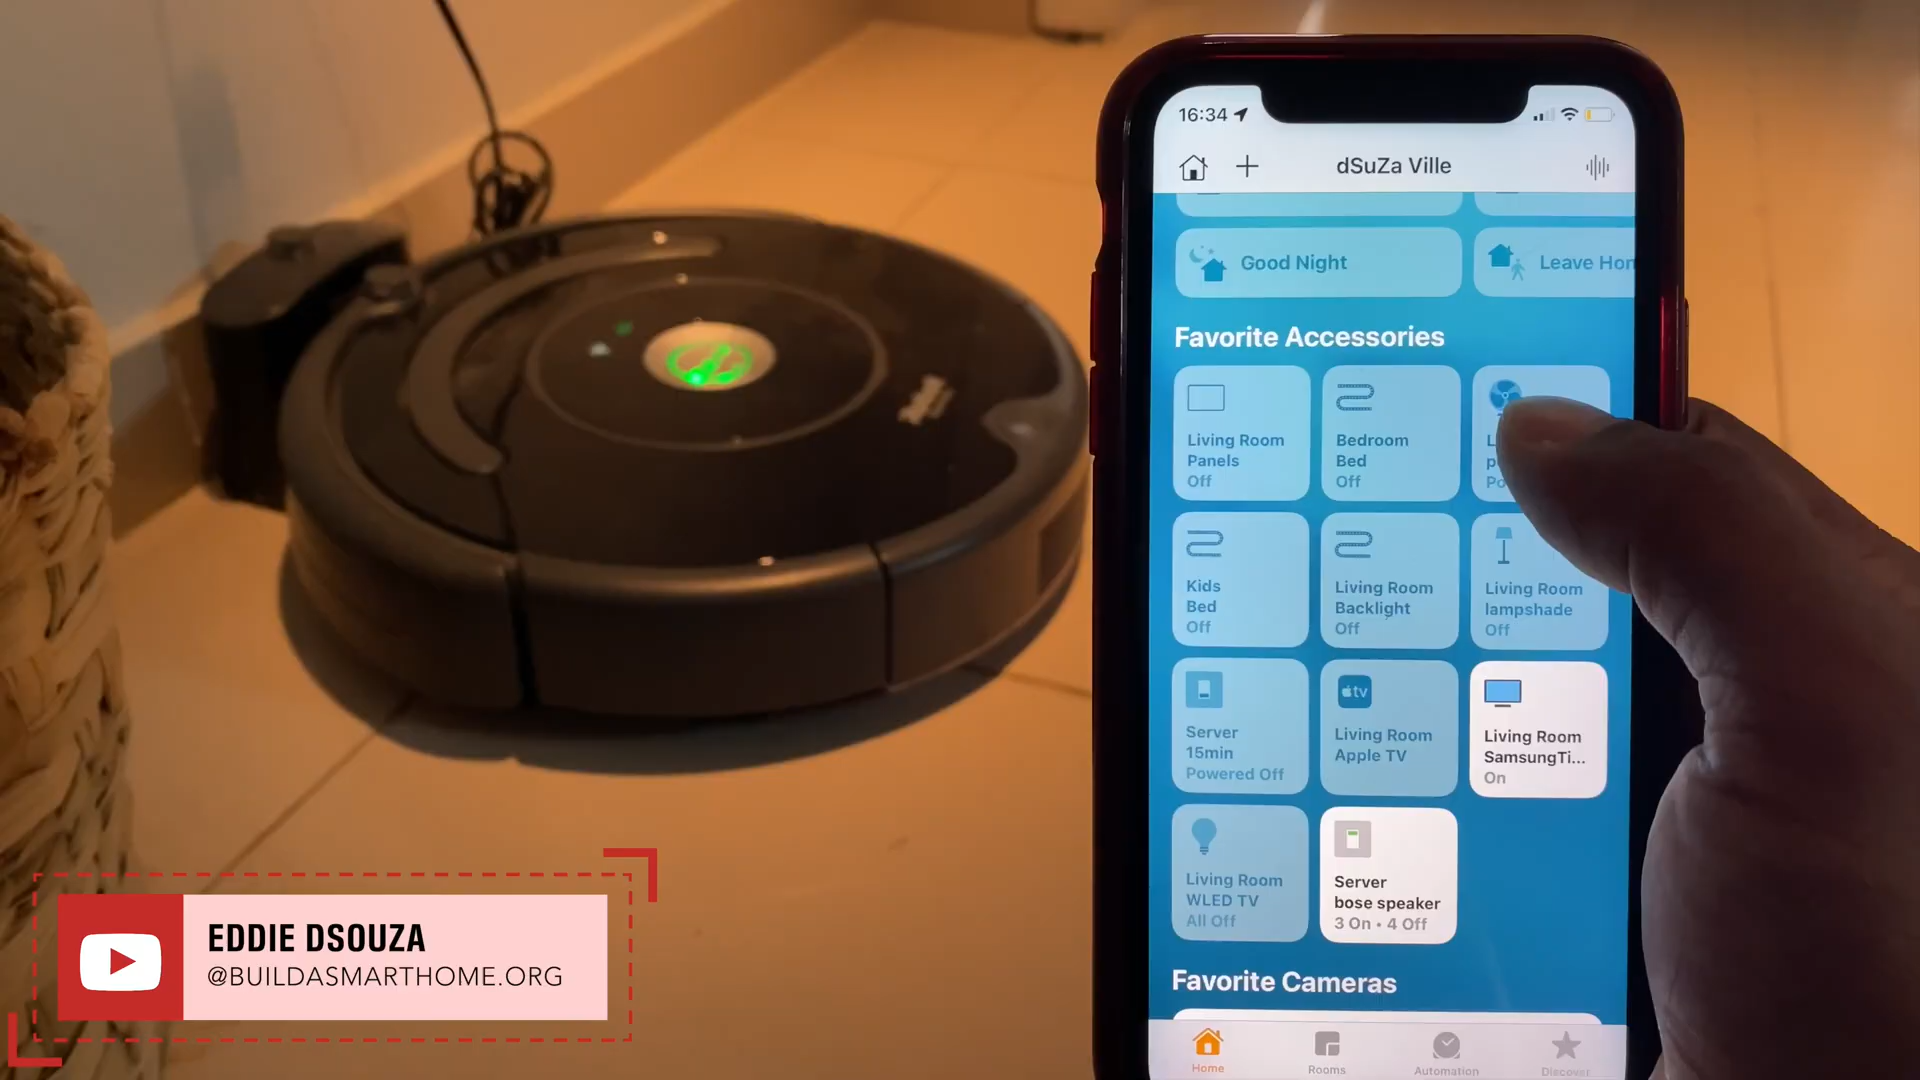 16:34
dSuZa Ville
Good Night
Leave Hom
Favorite Accessories
Living Room
Panels
Off
Bedroom
Bed
Off
Kids
Bed
Off
Living Room
Backlight
Off
Living Room
lampshade
Off
Server
15min
Powered Off
tv
Living Room
Apple TV
Living Room
SamsungTi...
On
Living Room
WLED TV
All Off
Server
bose speaker
3 On • 4 Off
Favorite Cameras
Home
Rooms
Automation
Discover
EDDIE DSOUZA
@BUILDASMARTHOME.ORG